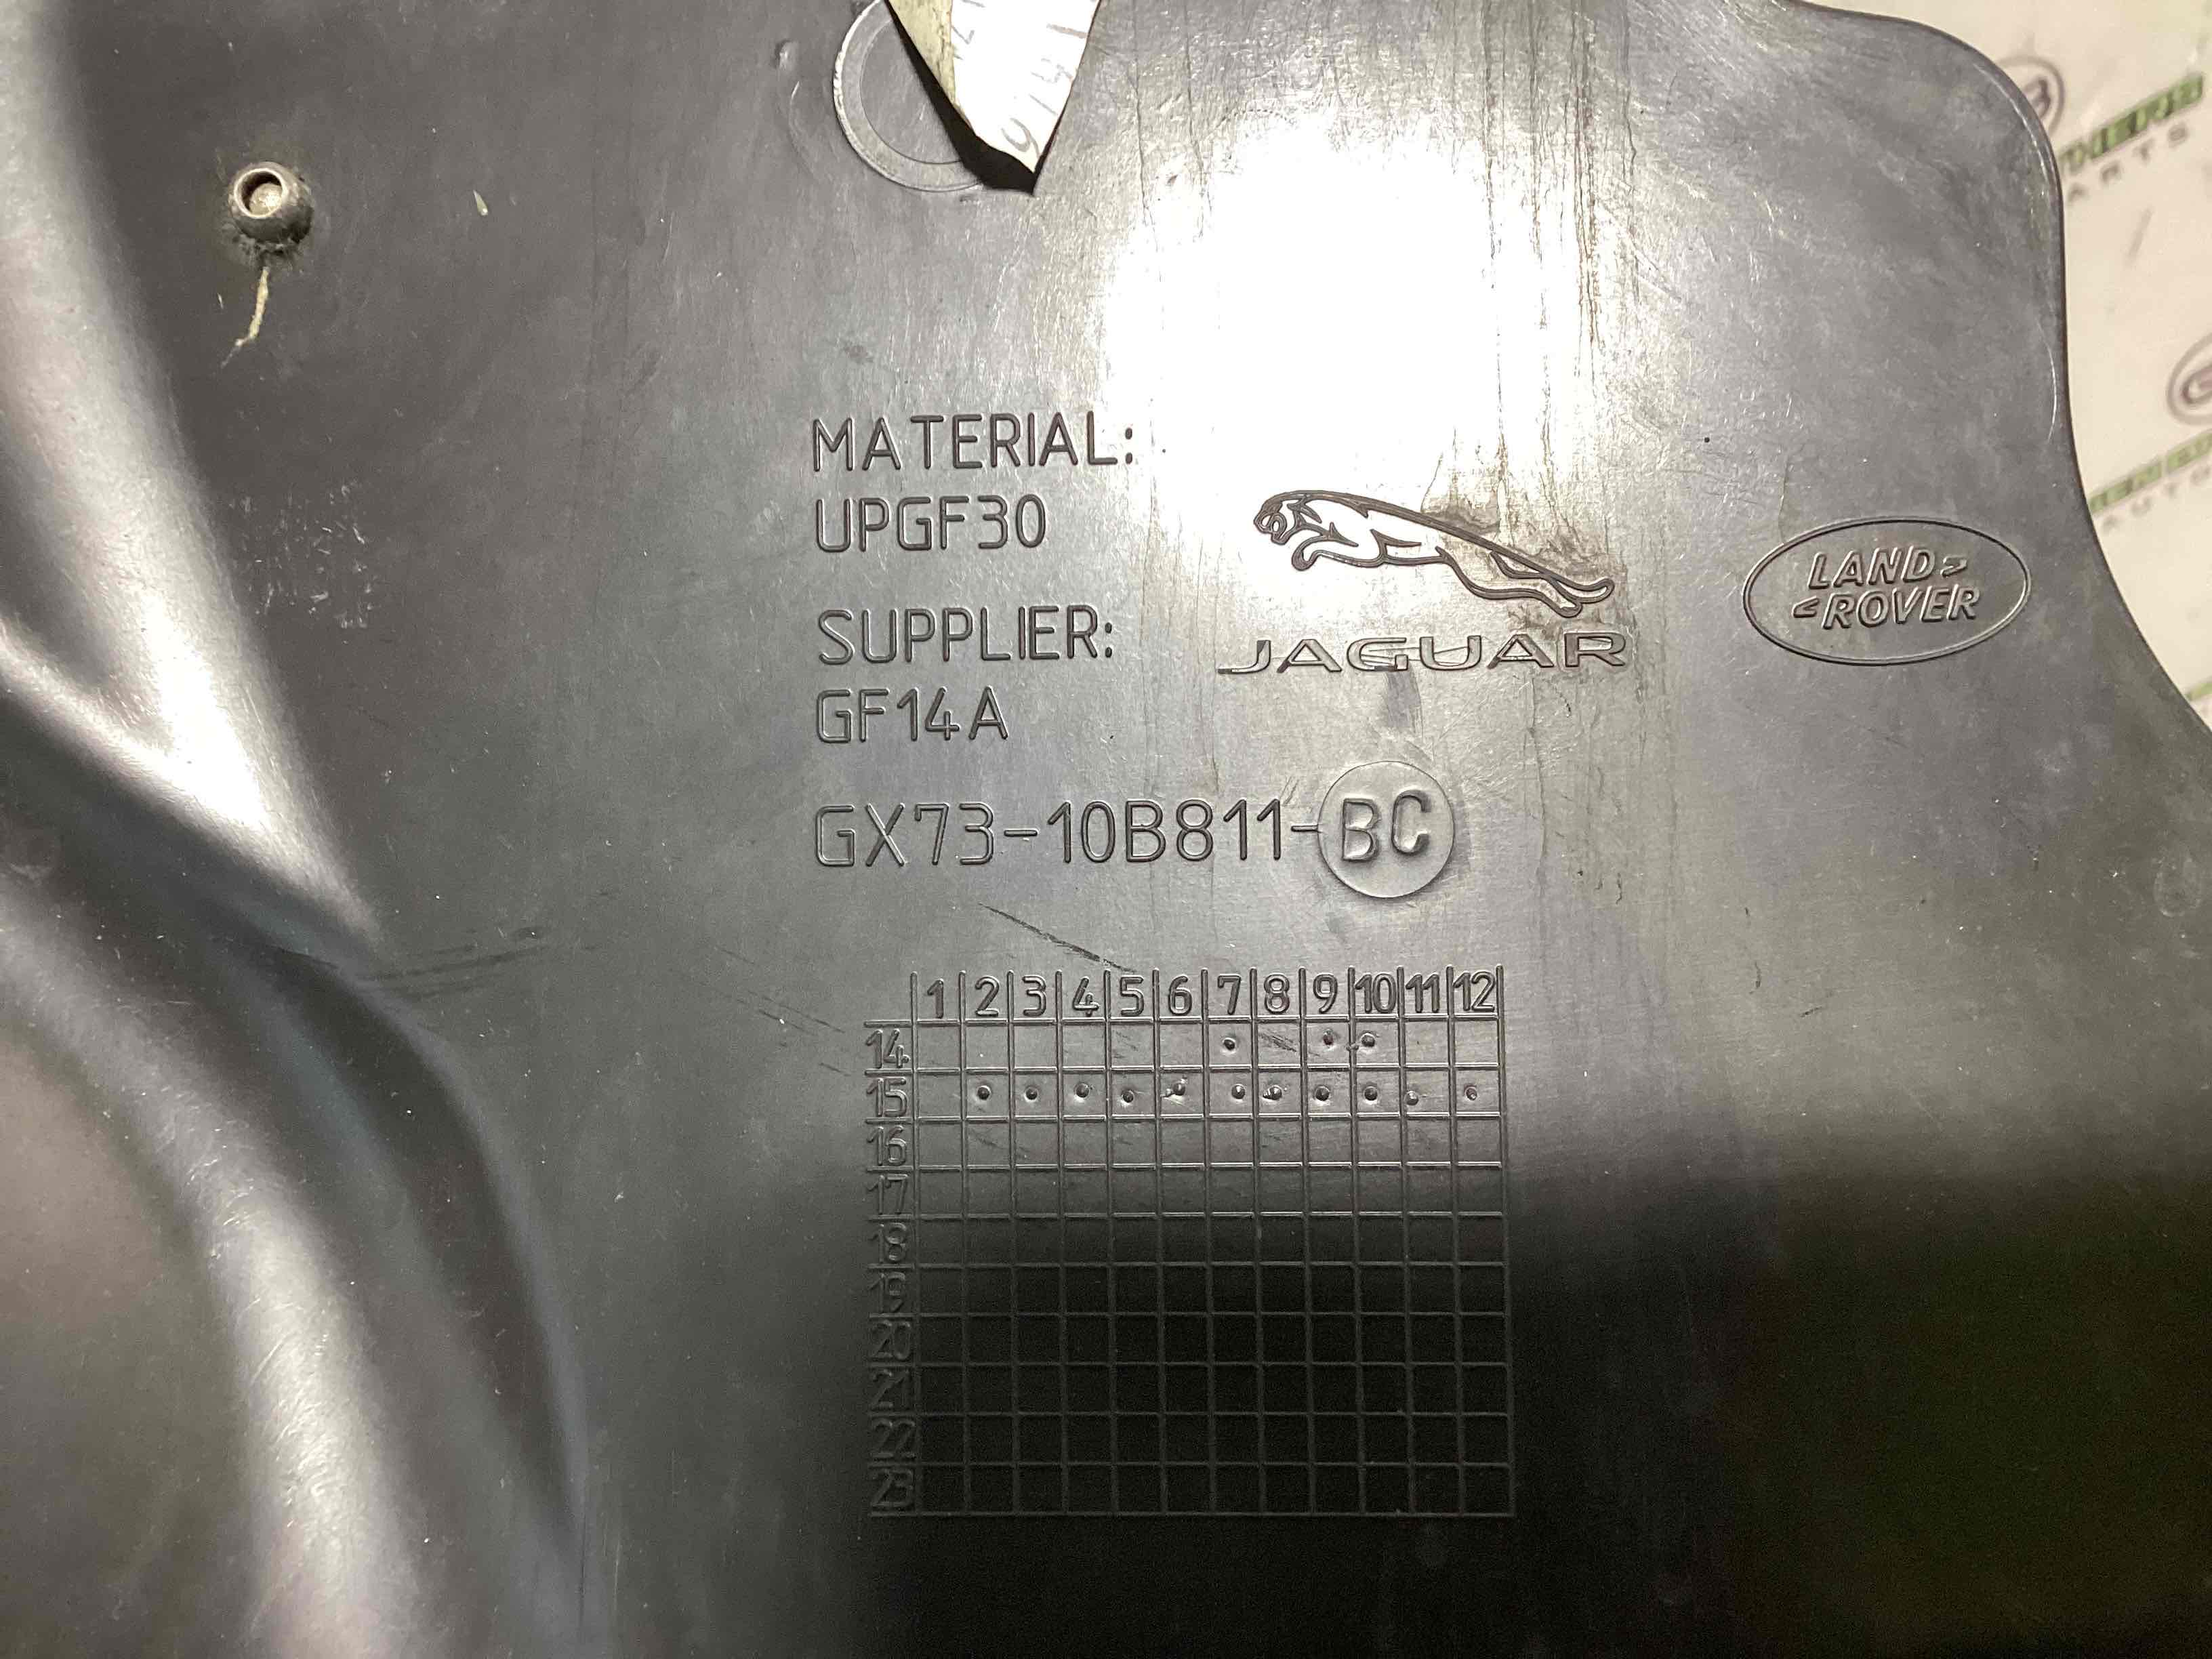 MATERIAL:
UPGF30
SUPPLIER:
GF14A
JAGUAR
LAND
ROVER
GX73-10B811-BC
1 2 3 4 5 6 7 8 9 10 11 12
14
15
16
17
18
19
20
21
22
23